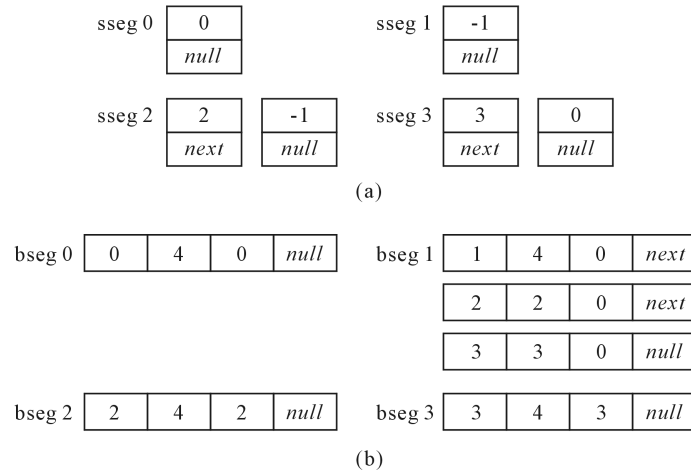 sseg 0 0 sseg 1 -1
null null
sseg 2 2 -1 sseg 3 3 0
next null next null
(a)
bseg 0 0 4 0 null bseg 1 1 4 0 next
2 2 0 next
3 3 0 null
bseg 2 2 4 2 null bseg 3 3 4 3 null
(b)